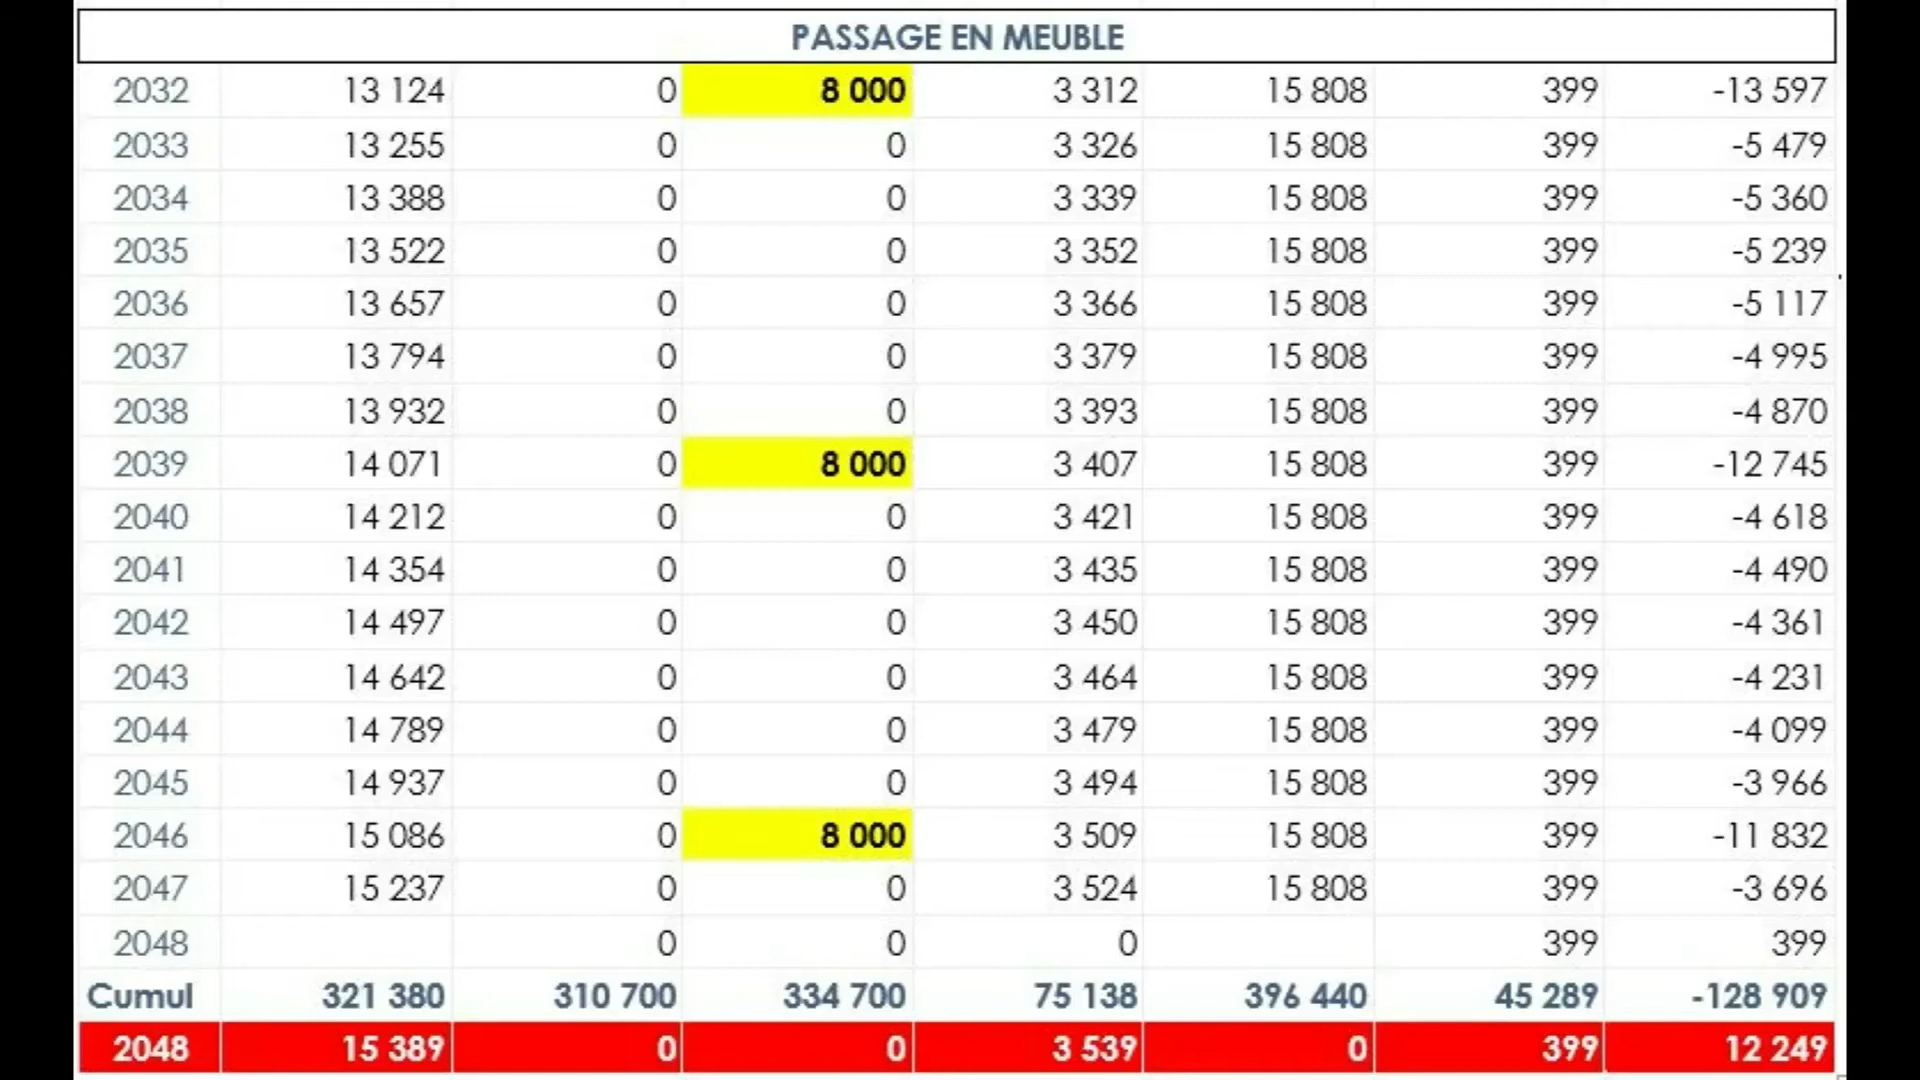 PASSAGE EN MEUBLE
2032 13 124 0 8 000 3 312 15 808 399 -13 597
2033 13 255 0 0 3 326 15 808 399 -5 479
2034 13 388 0 0 3 339 15 808 399 -5 360
2035 13 522 0 0 3 352 15 808 399 -5 239
2036 13 657 0 0 3 366 15 808 399 -5 117
2037 13 794 0 0 3 379 15 808 399 -4 995
2038 13 932 0 0 3 393 15 808 399 -4 870
2039 14 071 0 8 000 3 407 15 808 399 -12 745
2040 14 212 0 0 3 421 15 808 399 -4 618
2041 14 354 0 0 3 435 15 808 399 -4 490
2042 14 497 0 0 3 450 15 808 399 -4 361
2043 14 642 0 0 3 464 15 808 399 -4 231
2044 14 789 0 0 3 479 15 808 399 -4 099
2045 14 937 0 0 3 494 15 808 399 -3 966
2046 15 086 0 8 000 3 509 15 808 399 -11 832
2047 15 237 0 0 3 524 15 808 399 -3 696
2048 0 0 0 399 399
Cumul 321 380 310 700 334 700 75 138 396 440 45 289 -128 909
2048 15 389 0 0 3 539 0 399 12 249